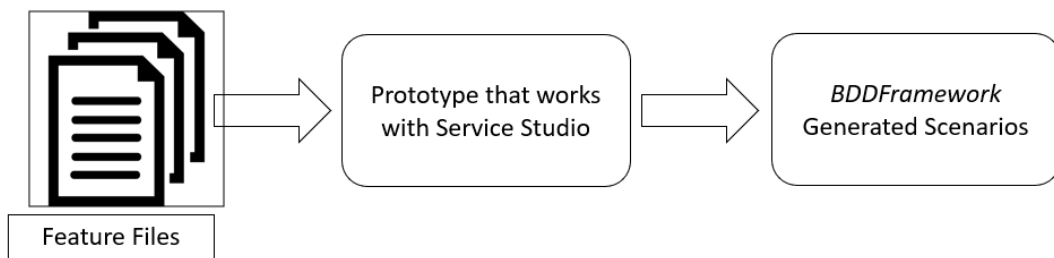 Feature Files
Prototype that works
with Service Studio
BDDFramework
Generated Scenarios